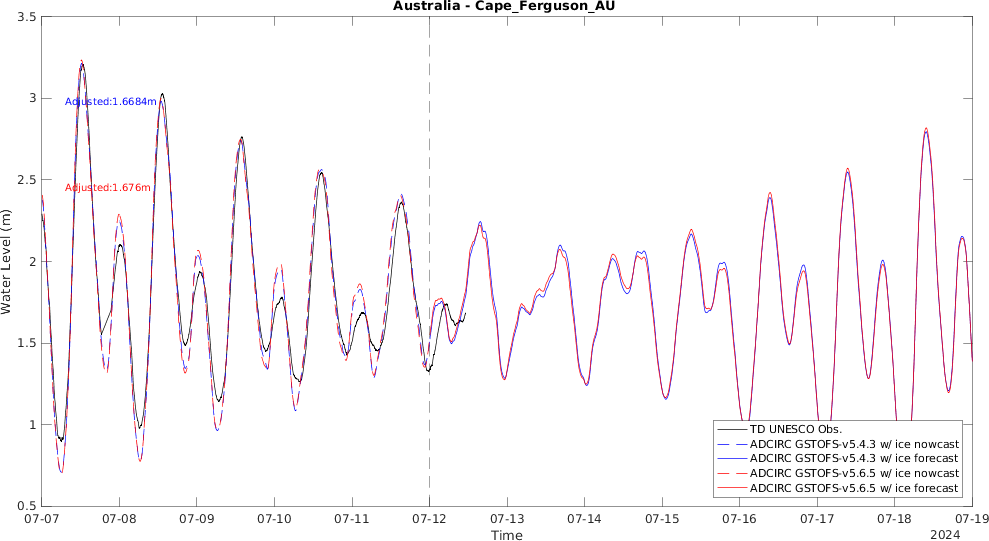 Australia - Cape_Ferguson_AU
Water Level (m)
3.5
3
2.5
2
1.5
1
0.5
Adjusted:1.6684m
Adjusted:1.676m
TD UNESCO Obs.
ADCIRC GSTOFS-v5.4.3 w/ ice nowcast
ADCIRC GSTOFS-v5.4.3 w/ ice forecast
ADCIRC GSTOFS-v5.6.5 w/ ice nowcast
ADCIRC GSTOFS-v5.6.5 w/ ice forecast
07-07 07-08 07-09 07-10 07-11 07-12 07-13 07-14 07-15 07-16 07-17 07-18 07-19
Time
2024